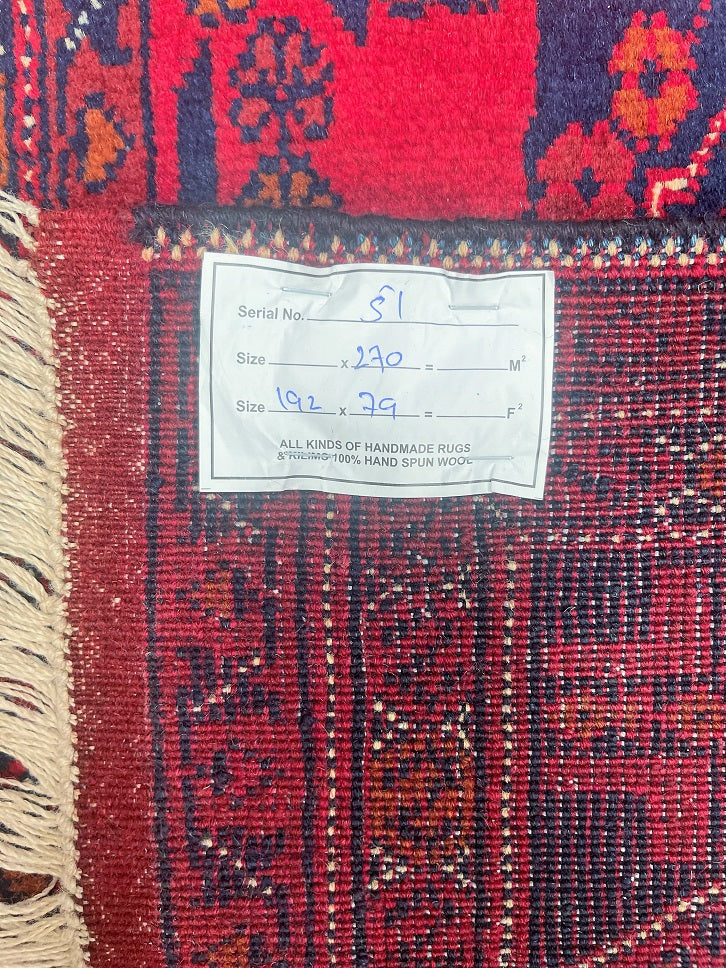 Serial No. S1
Size x 270 = M²
Size 192 x 79 = F²
ALL KINDS OF HANDMADE RUGS
& KILIMS 100% HAND SPUN WOOL